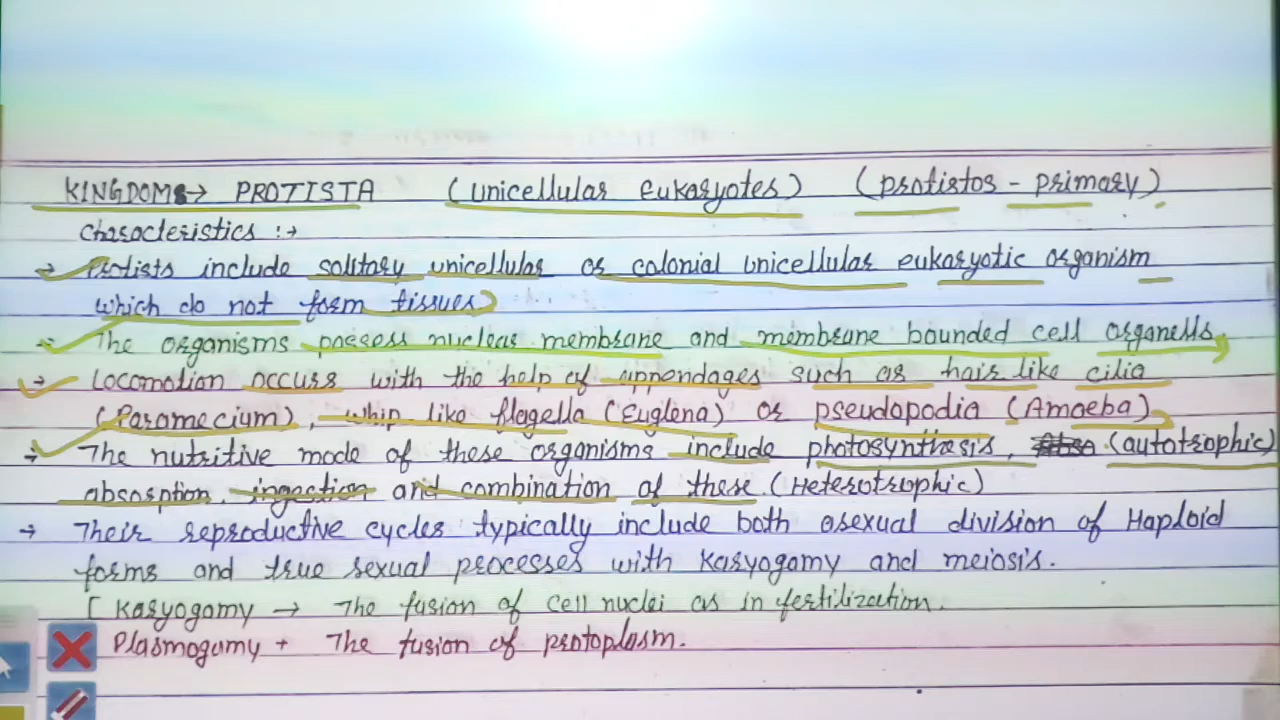 KINGDOMS→ PROTISTA (Unicellular Eukaryotes) (protistos - primary)
Characteristics :→
→ Protists include solitary unicellular or colonial unicellular eukaryotic organism
which do not form tissues
→ The organisms possess nuclear membrane and membrane bounded cell organells.
→ Locomotion occurs with the help of appendages such as hair like cilia
(Paramecium), whip like flagella (Euglena) or pseudopodia (Amoeba)
→ The nutritive mode of these organisms include photosynthesis, (autotrophic)
absorption, ingection and combination of these (Heterotrophic)
→ Their reproductive cycles typically include both asexual division of Haploid
forms and true sexual processes with karyogamy and meiosis.
[ Karyogamy → The fusion of cell nuclei as in fertilization.
Plasmogamy → The fusion of protoplasm.